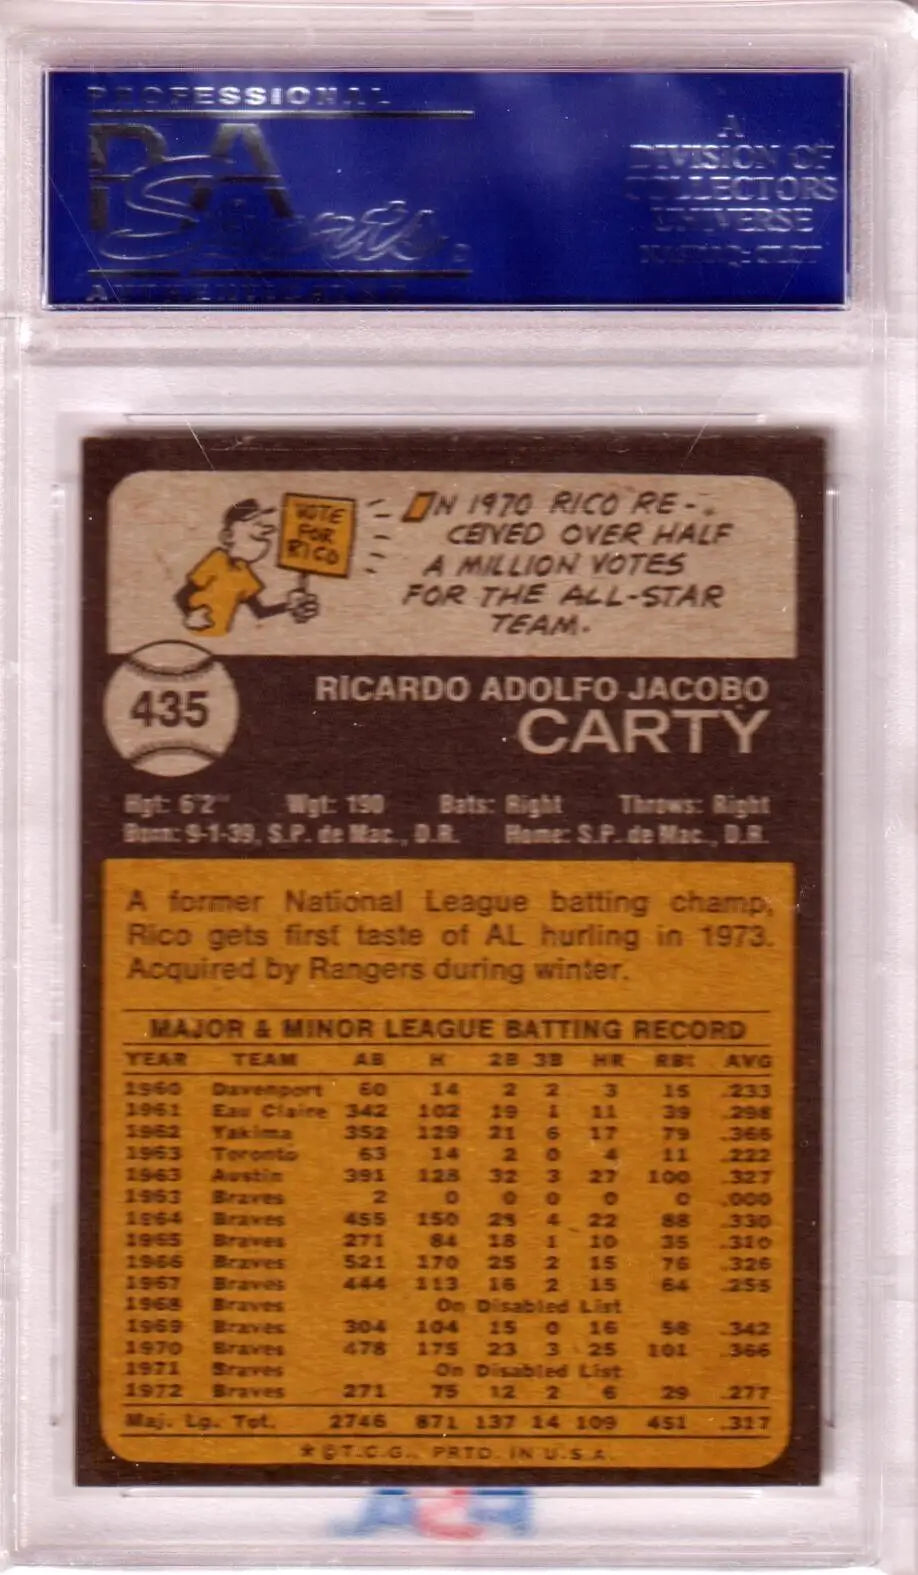 PROFESSIONAL
PSA
Sports
A
DIVISION OF
COLLECTORS
UNIVERSE
NASDAQ: CLCT
VOTE
FOR
RICO
IN 1970 RICO RE-
CEIVED OVER HALF
A MILLION VOTES
FOR THE ALL-STAR
TEAM.
435
RICARDO ADOLFO JACOBO
CARTY
Hgt: 6'2" Wgt: 190 Bats: Right Throws: Right
Born: 9-1-39, S.P. de Mac., D.R. Home: S.P. de Mac., D.R.
A former National League batting champ,
Rico gets first taste of AL hurling in 1973.
Acquired by Rangers during winter.
MAJOR & MINOR LEAGUE BATTING RECORD
YEAR TEAM AB H 2B 3B HR RBI AVG
1960 Davenport 60 14 2 2 3 15 .233
1961 Eau Claire 342 102 19 1 11 39 .298
1962 Yakima 352 129 21 6 17 79 .366
1963 Toronto 63 14 2 0 4 11 .222
1963 Austin 391 128 32 3 27 100 .327
1963 Braves 2 0 0 0 0 0 .000
1964 Braves 455 150 28 4 22 88 .330
1965 Braves 271 84 18 1 10 35 .310
1966 Braves 521 170 25 2 15 76 .326
1967 Braves 444 113 16 2 15 64 .255
1968 Braves On Disabled List
1969 Braves 304 104 15 0 16 58 .342
1970 Braves 478 175 23 3 25 101 .366
1971 Braves On Disabled List
1972 Braves 271 75 12 2 6 29 .277
Maj. Lg. Tot. 2746 871 137 14 109 451 .317
* © T.C.G., PRTD. IN U.S.A.